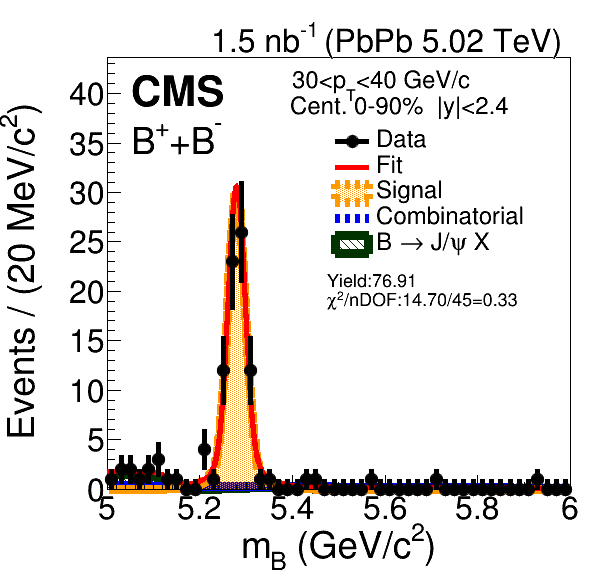 1.5 nb⁻¹ (PbPb 5.02 TeV)
CMS
B⁺+B⁻
30<p_T<40 GeV/c
Cent. 0-90% |y|<2.4
Data
Fit
Signal
Combinatorial
B → J/ψ X
Yield:76.91
χ²/nDOF:14.70/45=0.33
Events / (20 MeV/c²)
40
35
30
25
20
15
10
5
0
5 5.2 5.4 5.6 5.8 6
m_B (GeV/c²)